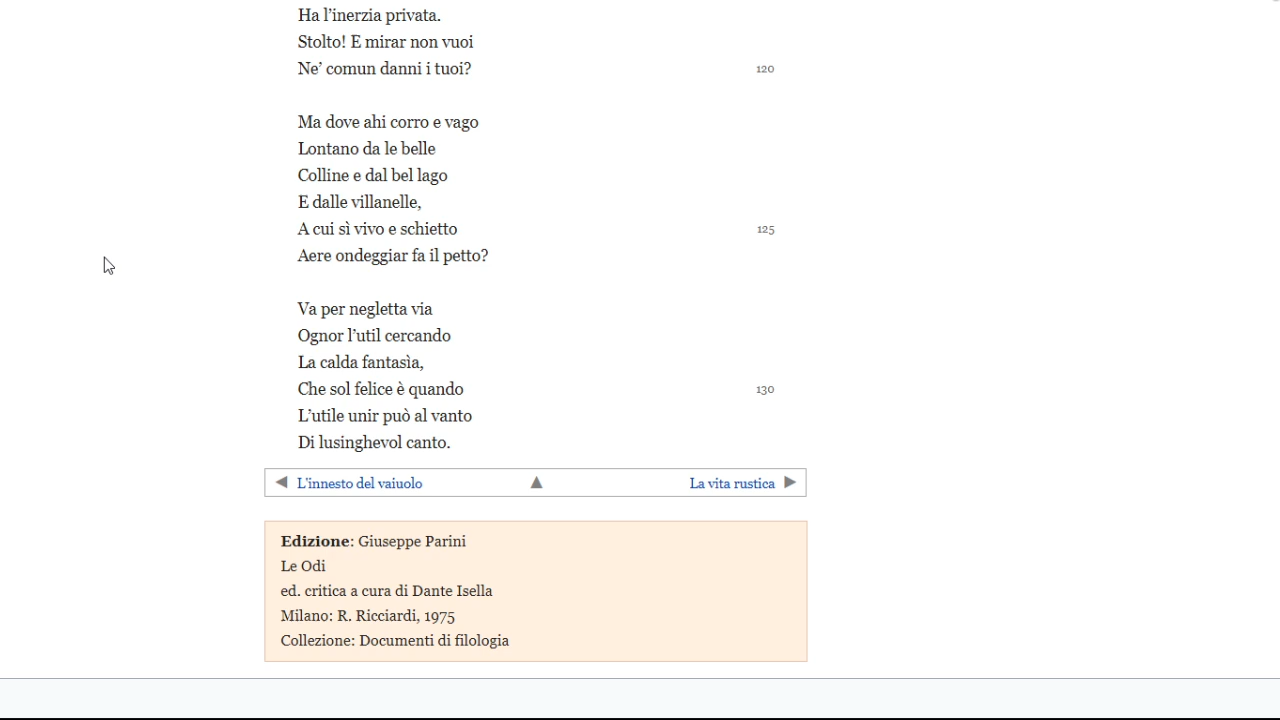 Ha l’inerzia privata.
Stolto! E mirar non vuoi
Ne’ comun danni i tuoi?
120
Ma dove ahi corro e vago
Lontano da le belle
Colline e dal bel lago
E dalle villanelle,
A cui sì vivo e schietto
125
Aere ondeggiar fa il petto?
Va per negletta via
Ognor l’util cercando
La calda fantasìa,
Che sol felice è quando
130
L’utile unir può al vanto
Di lusinghevol canto.
L'innesto del vaiuolo
La vita rustica
Edizione: Giuseppe Parini
Le Odi
ed. critica a cura di Dante Isella
Milano: R. Ricciardi, 1975
Collezione: Documenti di filologia